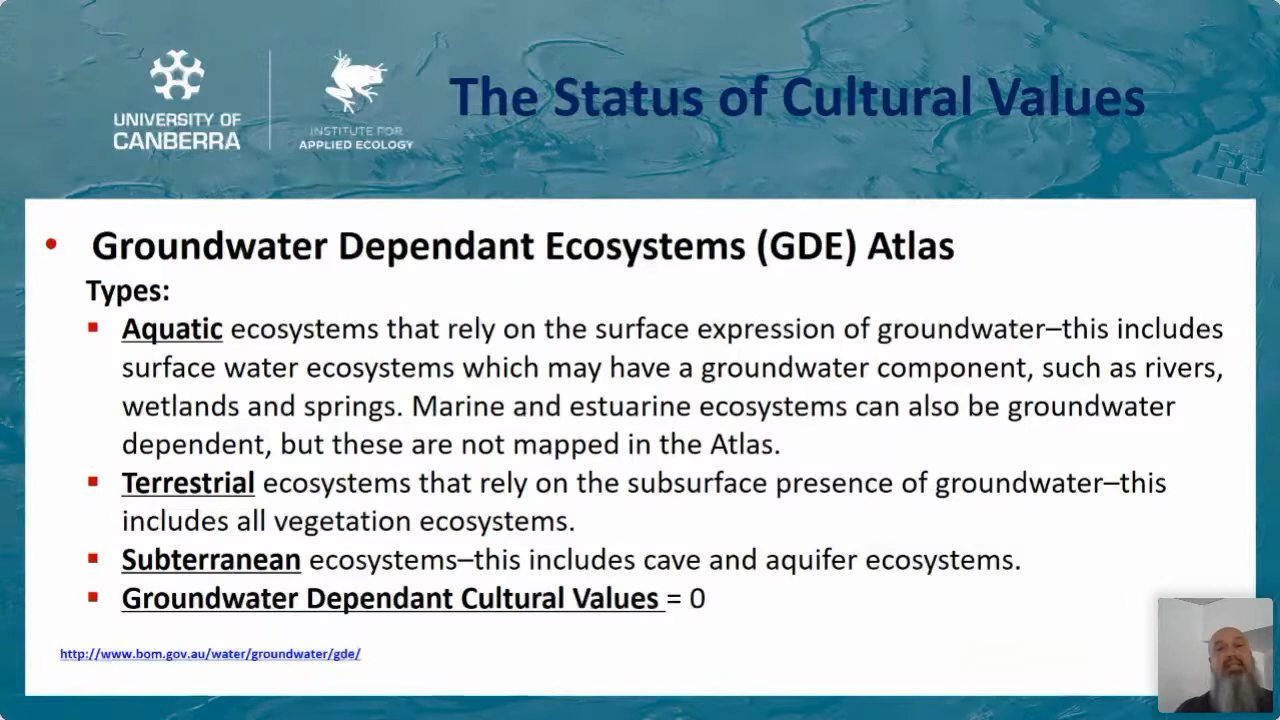 UNIVERSITY OF
CANBERRA
INSTITUTE FOR
APPLIED ECOLOGY
The Status of Cultural Values
• Groundwater Dependant Ecosystems (GDE) Atlas
Types:
▪ Aquatic ecosystems that rely on the surface expression of groundwater–this includes
surface water ecosystems which may have a groundwater component, such as rivers,
wetlands and springs. Marine and estuarine ecosystems can also be groundwater
dependent, but these are not mapped in the Atlas.
▪ Terrestrial ecosystems that rely on the subsurface presence of groundwater–this
includes all vegetation ecosystems.
▪ Subterranean ecosystems–this includes cave and aquifer ecosystems.
▪ Groundwater Dependant Cultural Values = 0
http://www.bom.gov.au/water/groundwater/gde/